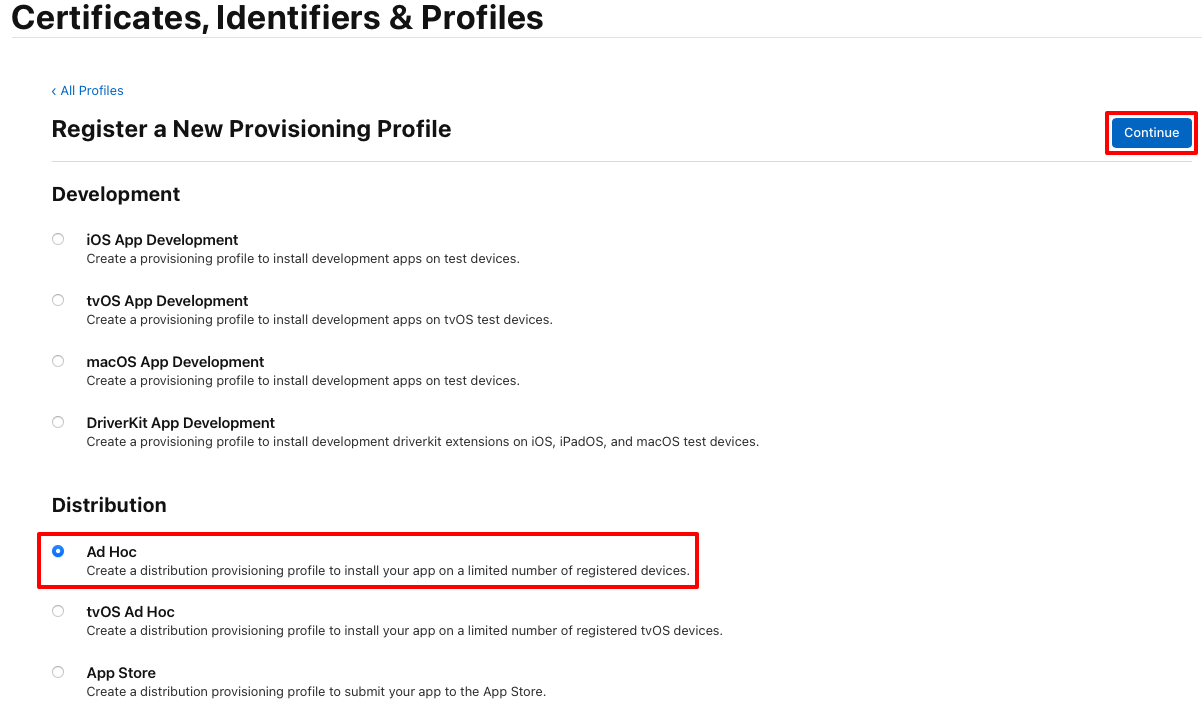 Certificates, Identifiers & Profiles
‹ All Profiles
Register a New Provisioning Profile
Continue
Development
iOS App Development
Create a provisioning profile to install development apps on test devices.
tvOS App Development
Create a provisioning profile to install development apps on tvOS test devices.
macOS App Development
Create a provisioning profile to install development apps on test devices.
DriverKit App Development
Create a provisioning profile to install development driverkit extensions on iOS, iPadOS, and macOS test devices.
Distribution
Ad Hoc
Create a distribution provisioning profile to install your app on a limited number of registered devices.
tvOS Ad Hoc
Create a distribution provisioning profile to install your app on a limited number of registered tvOS devices.
App Store
Create a distribution provisioning profile to submit your app to the App Store.